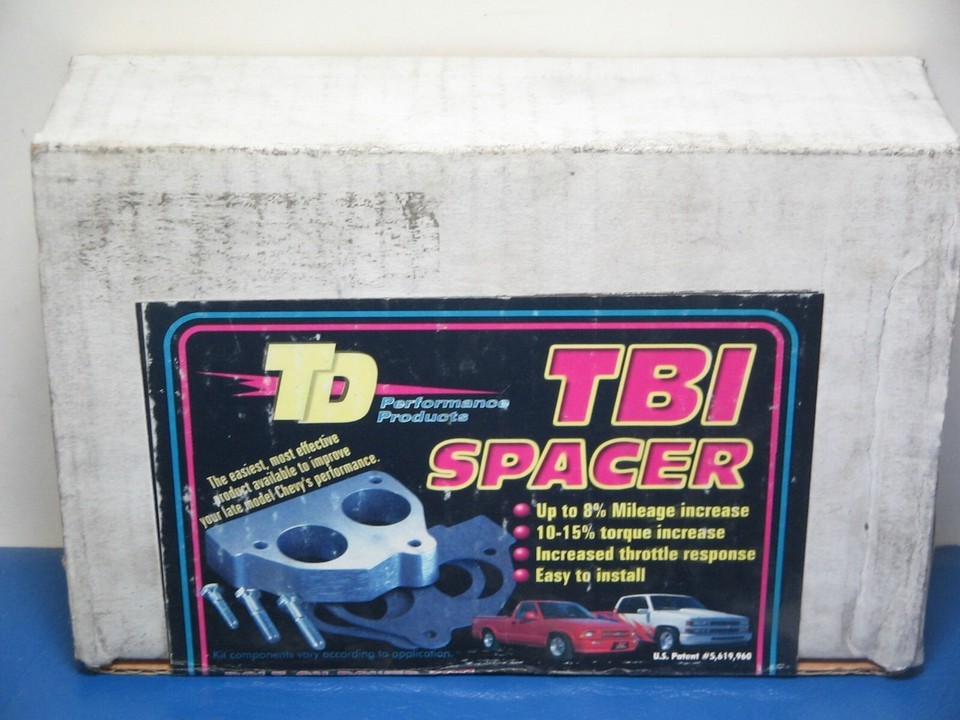 TD
Performance
Products
TBI
SPACER
The easiest, most effective
product available to improve
your late model Chevy's performance.
Up to 8% Mileage increase
10-15% torque increase
Increased throttle response
Easy to install
Kit components vary according to application.
U.S. Patent #5,619,960